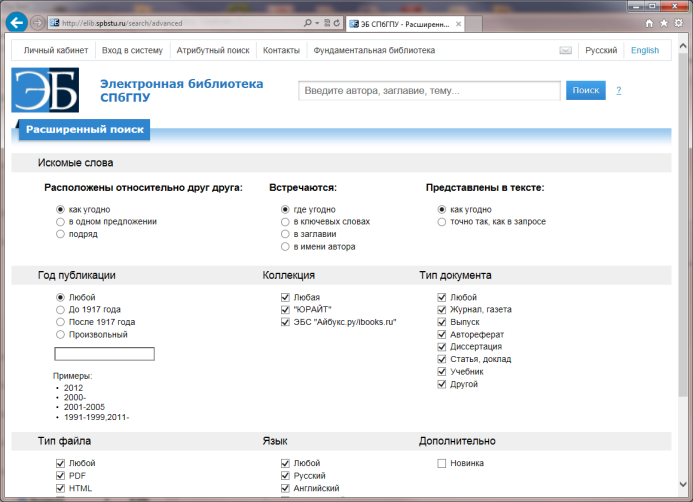 http://elib.spbstu.ru/search/advanced
ЭБ СПбГПУ - Расширенн...
Личный кабинет Вход в систему Атрибутный поиск Контакты Фундаментальная библиотека Русский English
ЭБ
Электронная библиотека
СПбГПУ
Введите автора, заглавие, тему...
Поиск
?
Расширенный поиск
Искомые слова
Расположены относительно друг друга:
как угодно
в одном предложении
подряд
Встречаются:
где угодно
в ключевых словах
в заглавии
в имени автора
Представлены в тексте:
как угодно
точно так, как в запросе
Год публикации
Любой
До 1917 года
После 1917 года
Произвольный
Примеры:
• 2012
• 2000-
• 2001-2005
• 1991-1999,2011-
Коллекция
Любая
"ЮРАЙТ"
ЭБС "Айбукс.ру/ibooks.ru"
Тип документа
Любой
Журнал, газета
Выпуск
Автореферат
Диссертация
Статья, доклад
Учебник
Другой
Тип файла
Любой
PDF
HTML
Язык
Любой
Русский
Английский
Дополнительно
Новинка